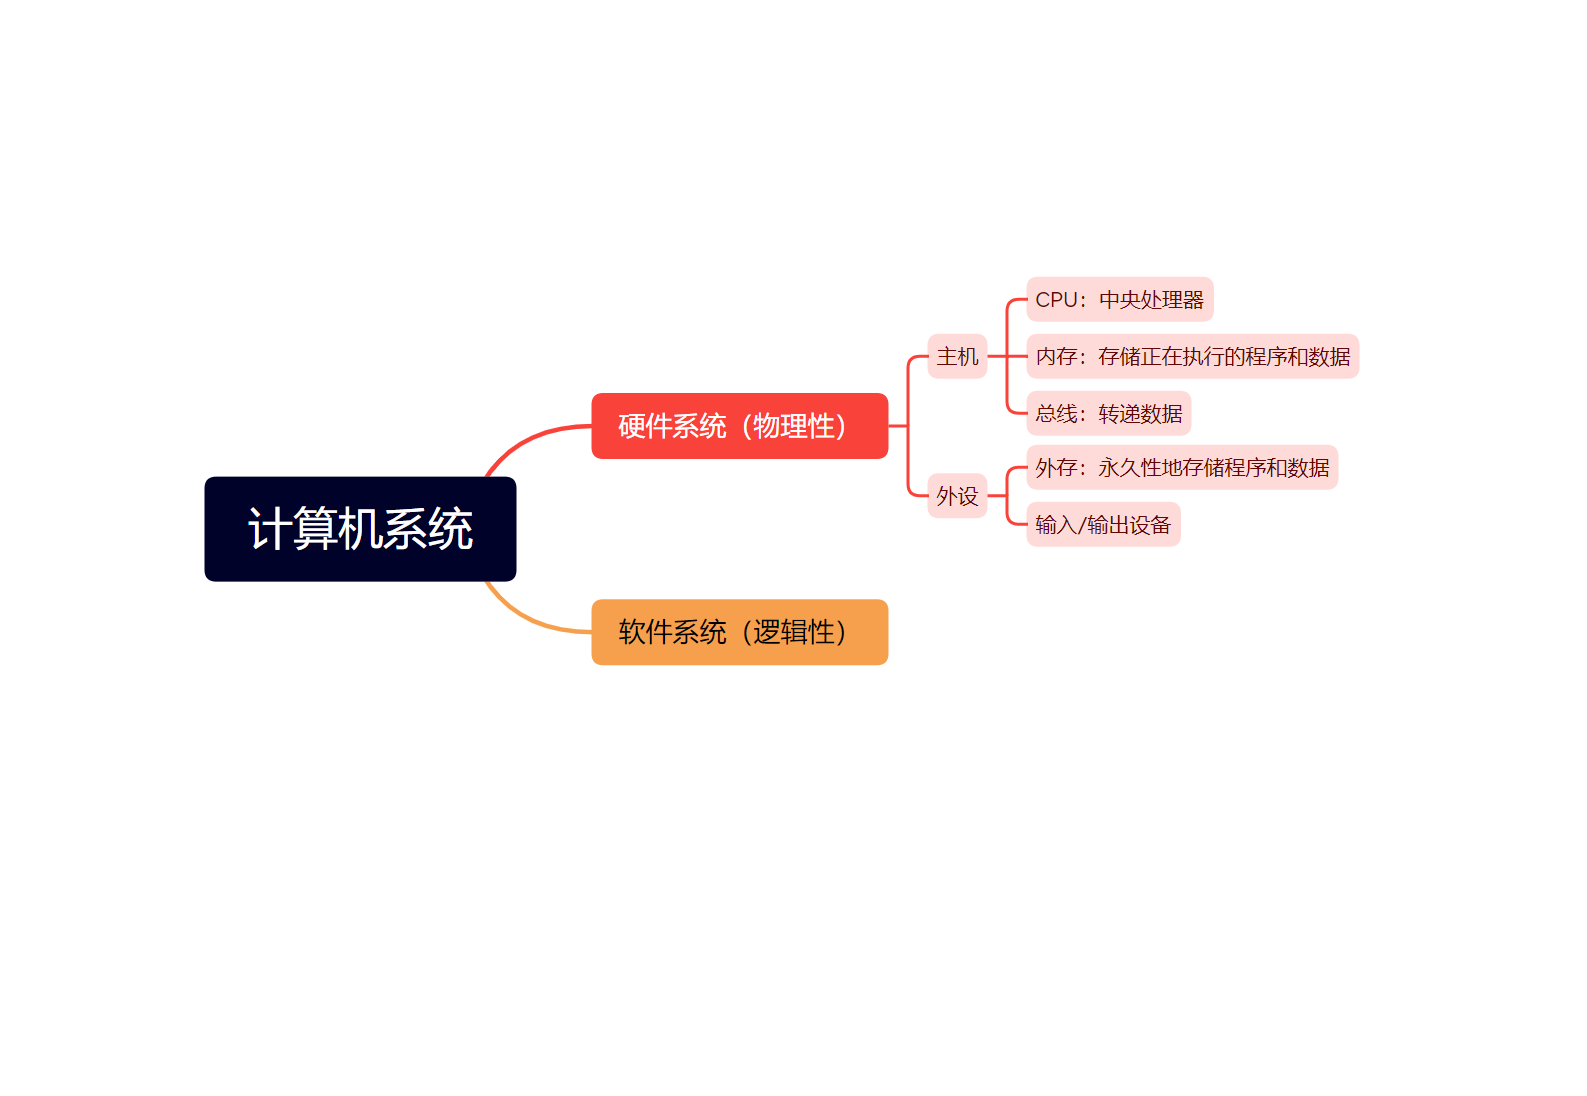 计算机系统
硬件系统（物理性）
主机
CPU：中央处理器
内存：存储正在执行的程序和数据
总线：转递数据
外设
外存：永久性地存储程序和数据
输入/输出设备
软件系统（逻辑性）